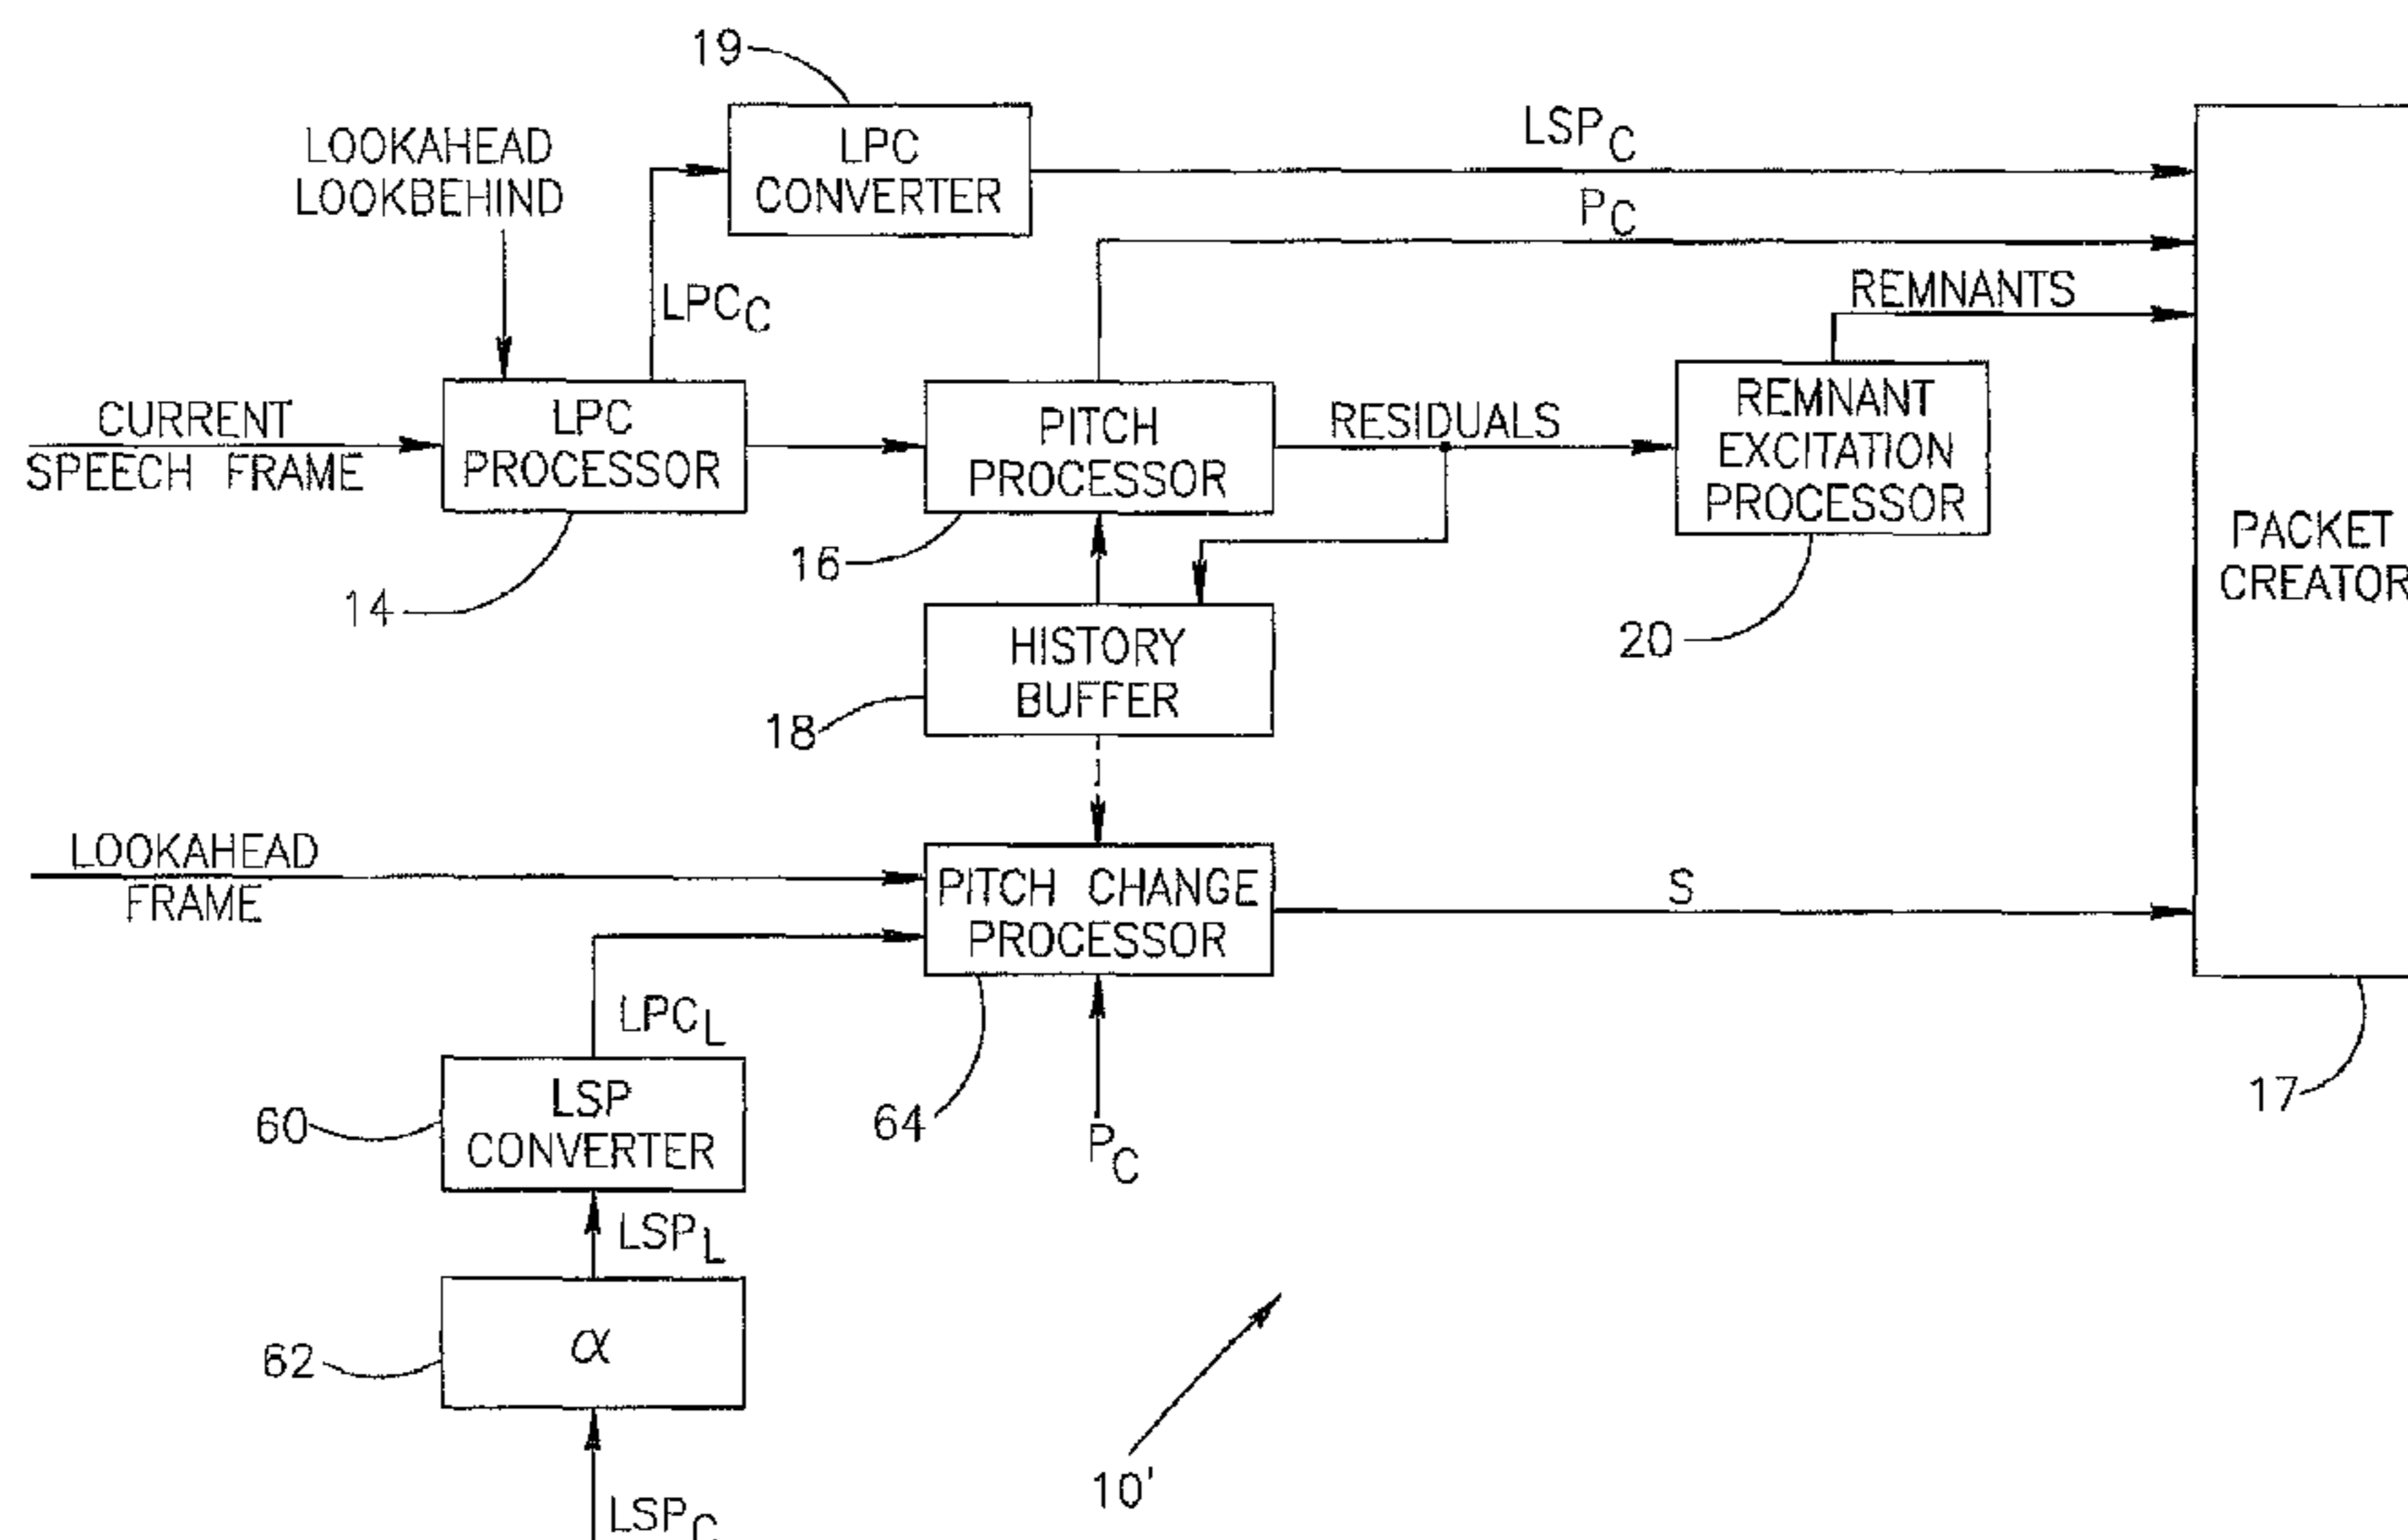 19
LOOKAHEAD
LOOKBEHIND
LPC
CONVERTER
LSPC
PC
LPCC
REMNANTS
CURRENT
SPEECH FRAME
LPC
PROCESSOR
PITCH
PROCESSOR
RESIDUALS
REMNANT
EXCITATION
PROCESSOR
PACKET
CREATOR
14
16
20
HISTORY
BUFFER
18
LOOKAHEAD
FRAME
PITCH CHANGE
PROCESSOR
S
LPCL
LSP
CONVERTER
60
64
PC
17
LSPL
α
62
10'
LSPC